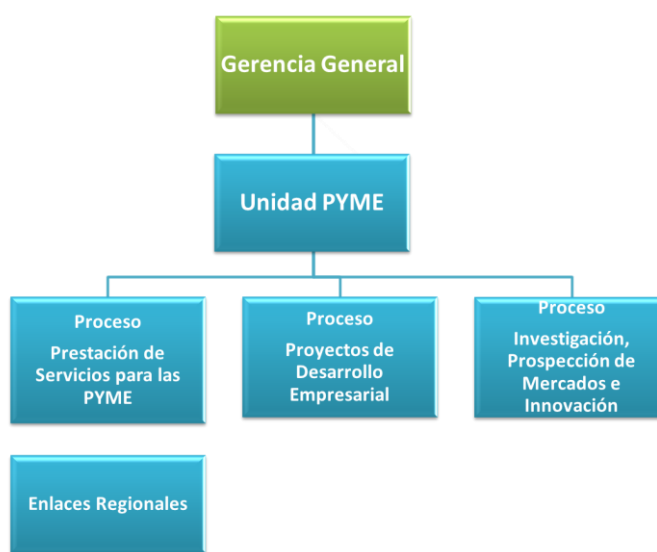 Gerencia General
Unidad PYME
Proceso
Prestación de
Servicios para las
PYME
Proceso
Proyectos de
Desarrollo
Empresarial
Proceso
Investigación,
Prospección de
Mercados e
Innovación
Enlaces Regionales